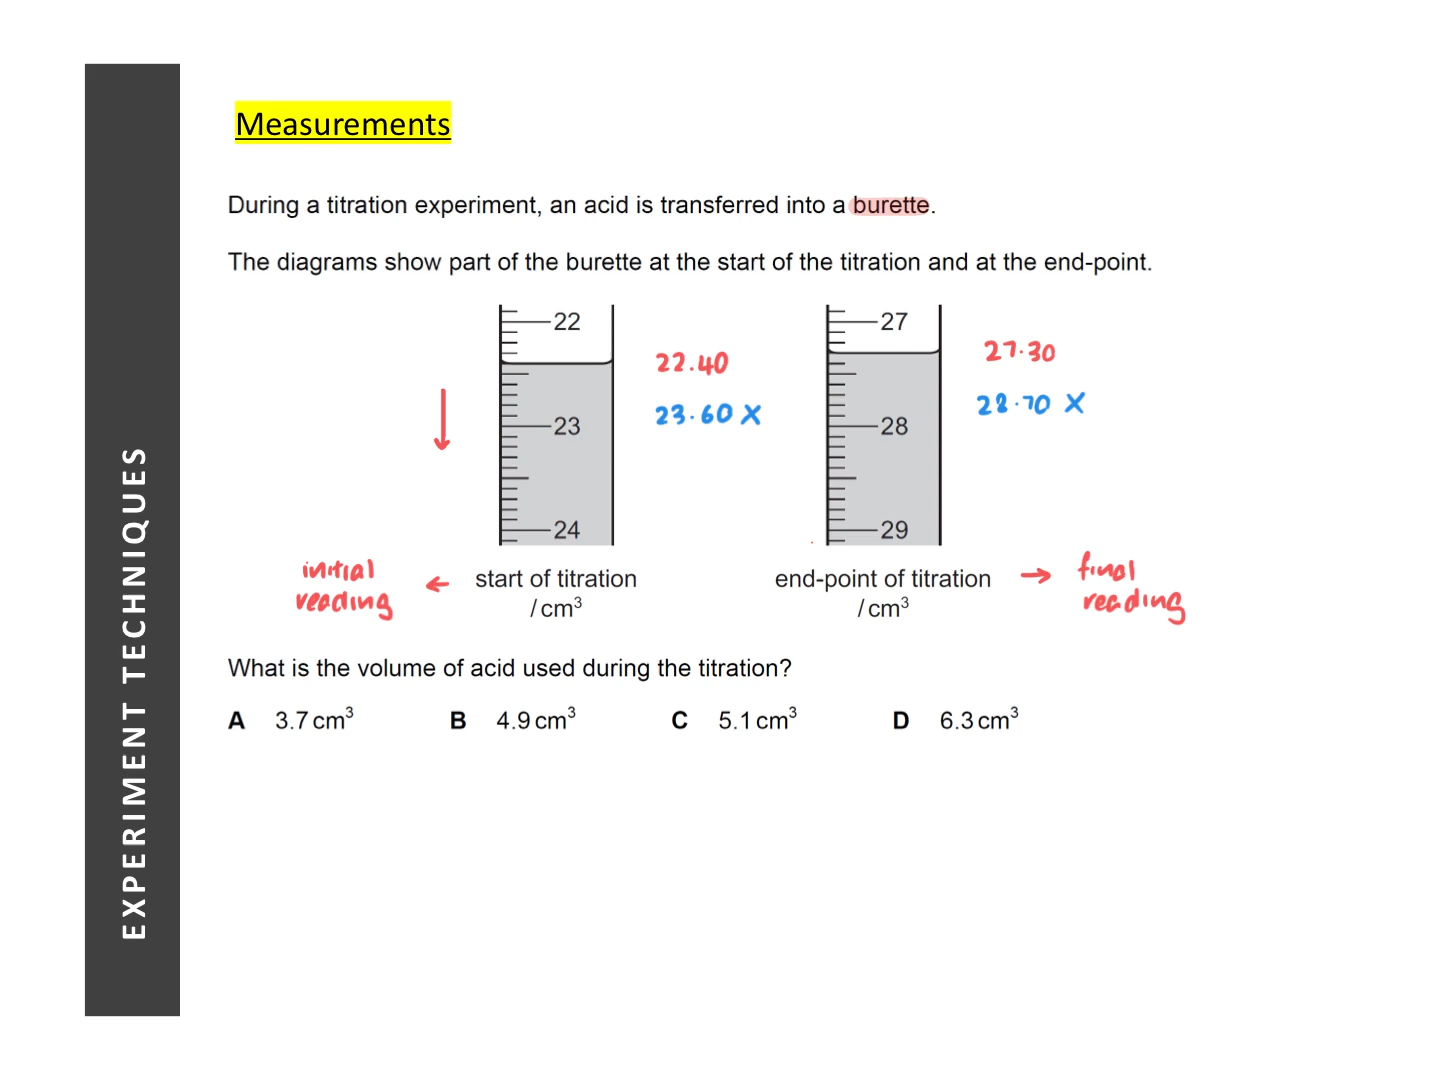 EXPERIMENT TECHNIQUES
Measurements
During a titration experiment, an acid is transferred into a burette.
The diagrams show part of the burette at the start of the titration and at the end-point.
22
23
24
22.40
23.60 X
27
28
29
27.30
28.70 X
initial
reading
start of titration
/ cm³
end-point of titration
/ cm³
final
reading
What is the volume of acid used during the titration?
A 3.7 cm³ B 4.9 cm³ C 5.1 cm³ D 6.3 cm³